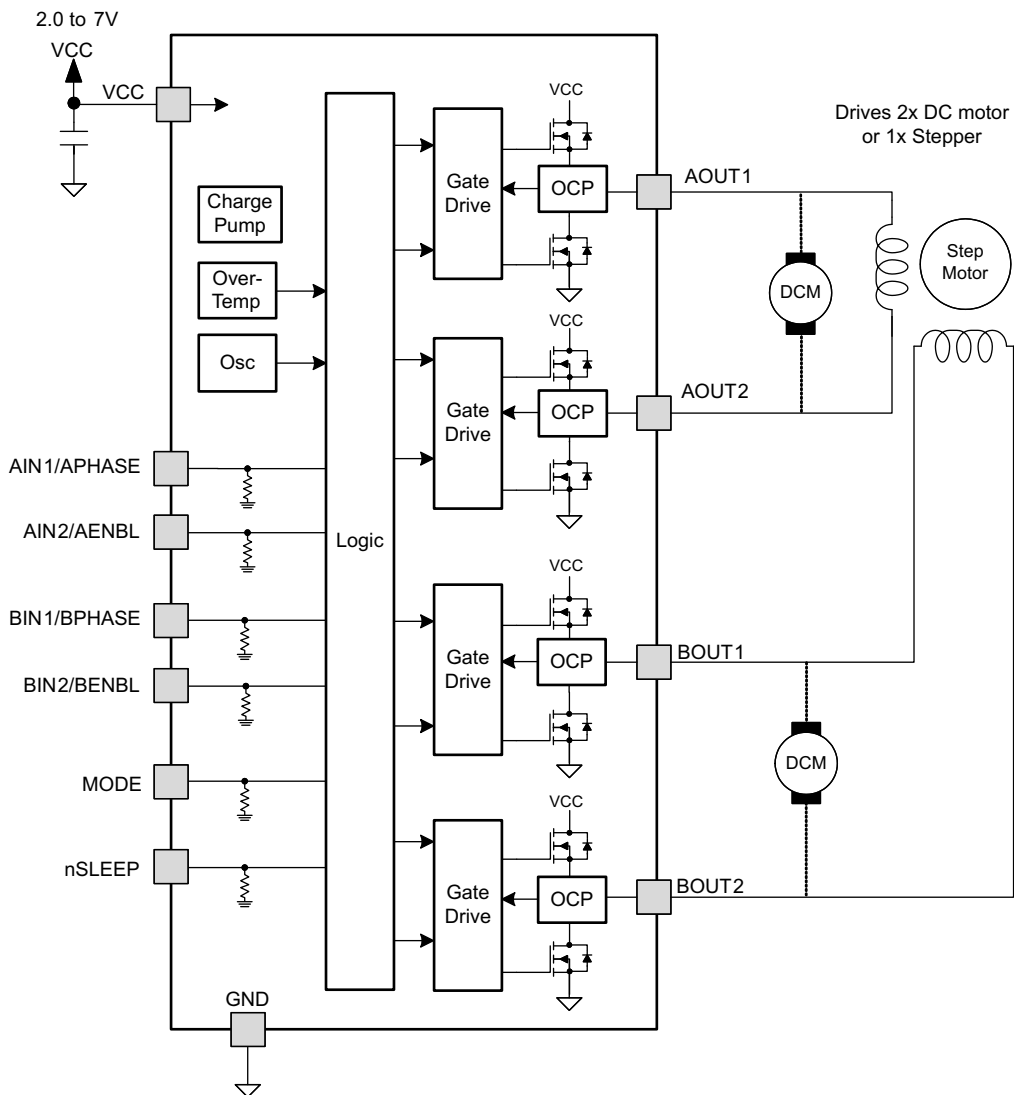 2.0 to 7V
VCC
VCC
Drives 2x DC motor
or 1x Stepper
Charge
Pump
Over-
Temp
Osc
Logic
AIN1/APHASE
AIN2/AENBL
BIN1/BPHASE
BIN2/BENBL
MODE
nSLEEP
GND
VCC
Gate
Drive
OCP
AOUT1
VCC
Gate
Drive
OCP
AOUT2
DCM
Step
Motor
VCC
Gate
Drive
OCP
BOUT1
VCC
Gate
Drive
OCP
BOUT2
DCM